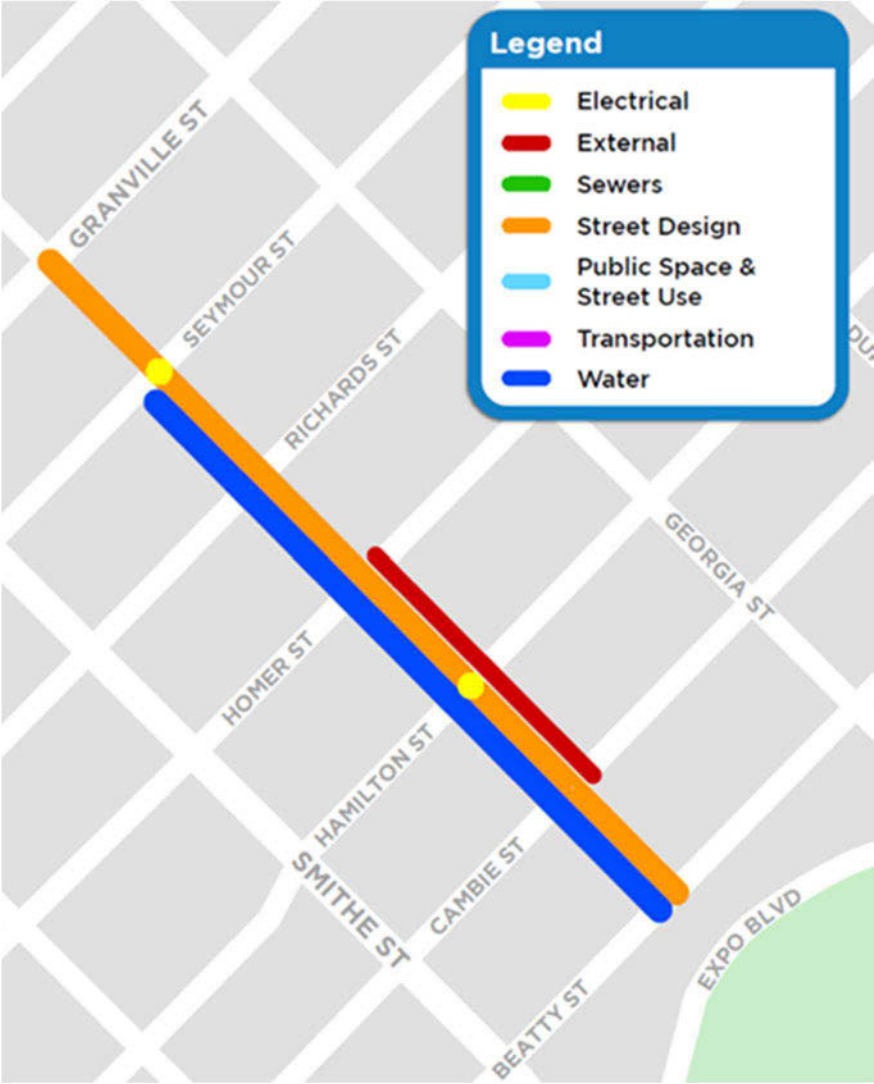 Legend
Electrical
External
Sewers
Street Design
Public Space &
Street Use
Transportation
Water
GRANVILLE ST
SEYMOUR ST
RICHARDS ST
GEORGIA ST
HOMER ST
HAMILTON ST
SMITHE ST
CAMBIE ST
EXPO BLVD
BEATTY ST